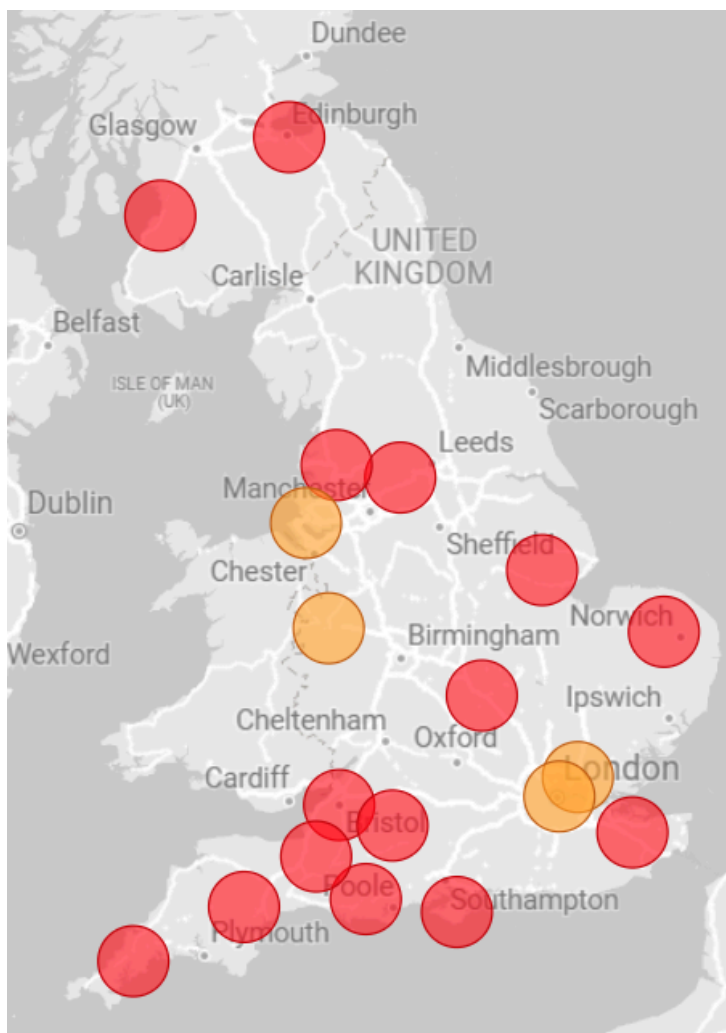 Dundee
Edinburgh
Glasgow
UNITED
KINGDOM
Carlisle
Belfast
ISLE OF MAN
(UK)
Middlesbrough
Scarborough
Leeds
Manchester
Dublin
Sheffield
Chester
Norwich
Wexford
Birmingham
Ipswich
Cheltenham
Oxford
London
Cardiff
Bristol
Poole
Southampton
Plymouth